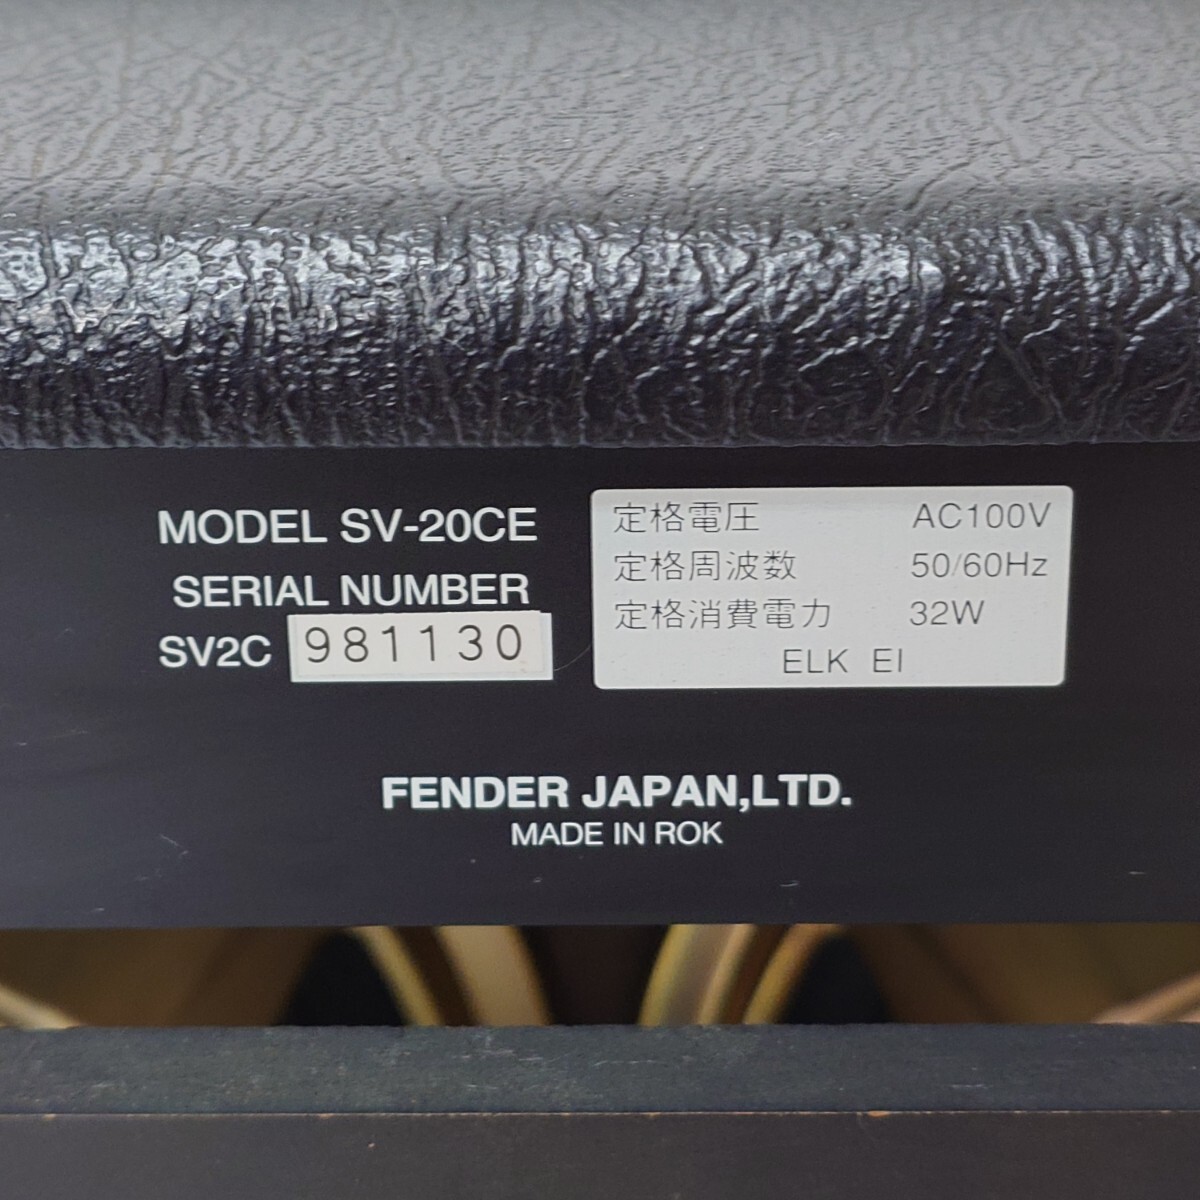 MODEL SV-20CE
SERIAL NUMBER
SV2C 981130
定格電圧 AC100V
定格周波数 50/60Hz
定格消費電力 32W
ELK EI
FENDER JAPAN,LTD.
MADE IN ROK